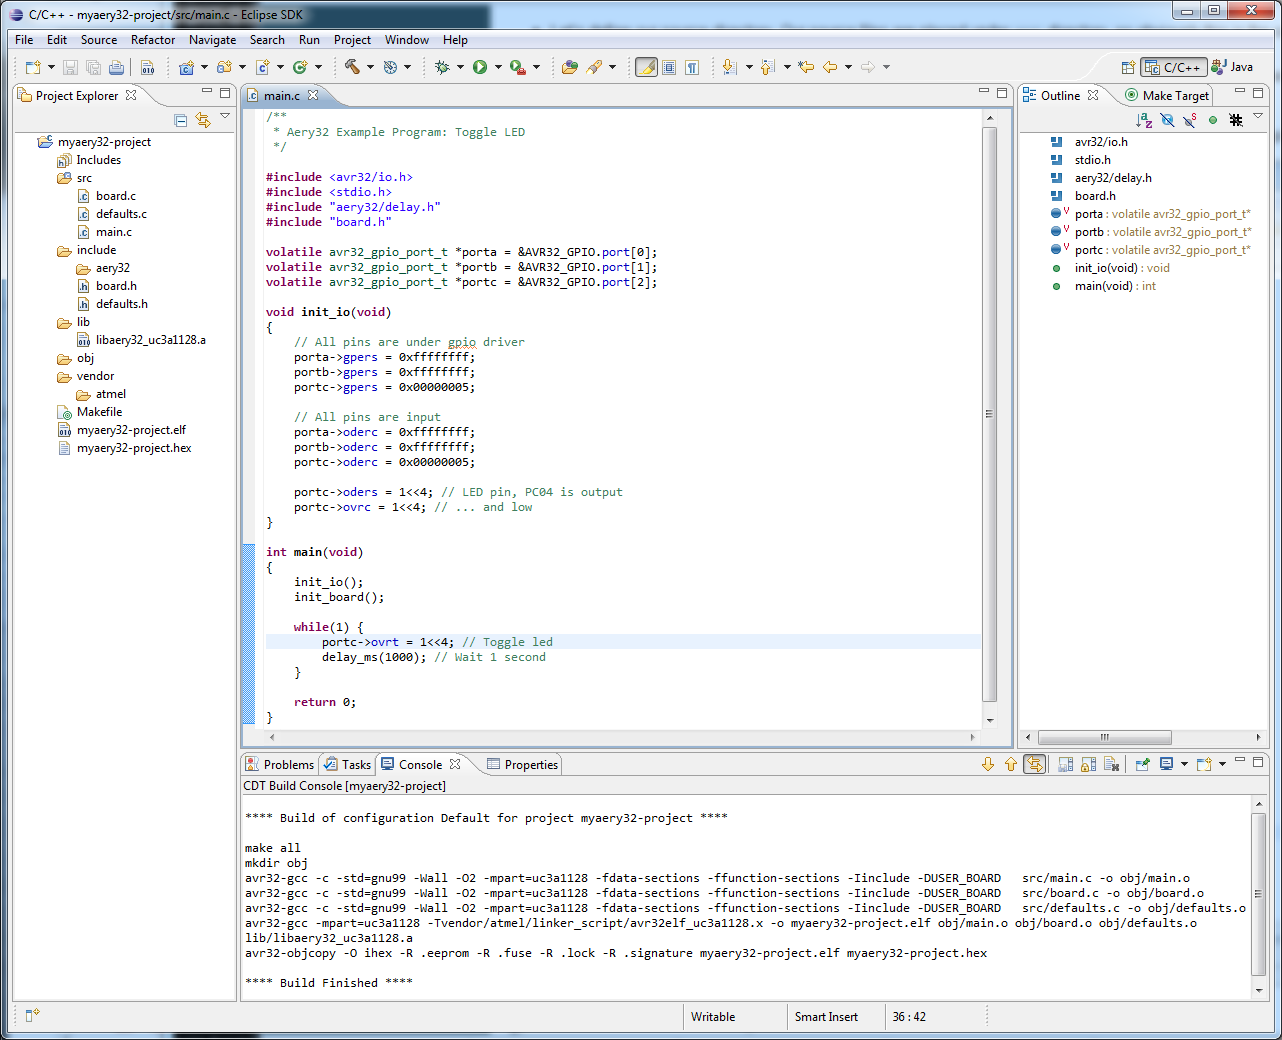 C/C++ - myaery32-project/src/main.c - Eclipse SDK
File Edit Source Refactor Navigate Search Run Project Window Help
C/C++ Java
Project Explorer
myaery32-project
Includes
src
board.c
defaults.c
main.c
include
aery32
board.h
defaults.h
lib
libaery32_uc3a1128.a
obj
vendor
atmel
Makefile
myaery32-project.elf
myaery32-project.hex
main.c
/**
 * Aery32 Example Program: Toggle LED
 */
#include <avr32/io.h>
#include <stdio.h>
#include "aery32/delay.h"
#include "board.h"
volatile avr32_gpio_port_t *porta = &AVR32_GPIO.port[0];
volatile avr32_gpio_port_t *portb = &AVR32_GPIO.port[1];
volatile avr32_gpio_port_t *portc = &AVR32_GPIO.port[2];
void init_io(void)
{
    // All pins are under gpio driver
    porta->gpers = 0xffffffff;
    portb->gpers = 0xffffffff;
    portc->gpers = 0x00000005;
    // All pins are input
    porta->oderc = 0xffffffff;
    portb->oderc = 0xffffffff;
    portc->oderc = 0x00000005;
    portc->oders = 1<<4; // LED pin, PC04 is output
    portc->ovrc = 1<<4; // ... and low
}
int main(void)
{
    init_io();
    init_board();
    while(1) {
        portc->ovrt = 1<<4; // Toggle led
        delay_ms(1000); // Wait 1 second
    }
    return 0;
}
Outline Make Target
avr32/io.h
stdio.h
aery32/delay.h
board.h
porta : volatile avr32_gpio_port_t*
portb : volatile avr32_gpio_port_t*
portc : volatile avr32_gpio_port_t*
init_io(void) : void
main(void) : int
Problems Tasks Console Properties
CDT Build Console [myaery32-project]
**** Build of configuration Default for project myaery32-project ****
make all
mkdir obj
avr32-gcc -c -std=gnu99 -Wall -O2 -mpart=uc3a1128 -fdata-sections -ffunction-sections -Iinclude -DUSER_BOARD   src/main.c -o obj/main.o
avr32-gcc -c -std=gnu99 -Wall -O2 -mpart=uc3a1128 -fdata-sections -ffunction-sections -Iinclude -DUSER_BOARD   src/board.c -o obj/board.o
avr32-gcc -c -std=gnu99 -Wall -O2 -mpart=uc3a1128 -fdata-sections -ffunction-sections -Iinclude -DUSER_BOARD   src/defaults.c -o obj/defaults.o
avr32-gcc -mpart=uc3a1128 -Tvendor/atmel/linker_script/avr32elf_uc3a1128.x -o myaery32-project.elf obj/main.o obj/board.o obj/defaults.o
lib/libaery32_uc3a1128.a
avr32-objcopy -O ihex -R .eeprom -R .fuse -R .lock -R .signature myaery32-project.elf myaery32-project.hex
**** Build Finished ****
Writable Smart Insert 36 : 42